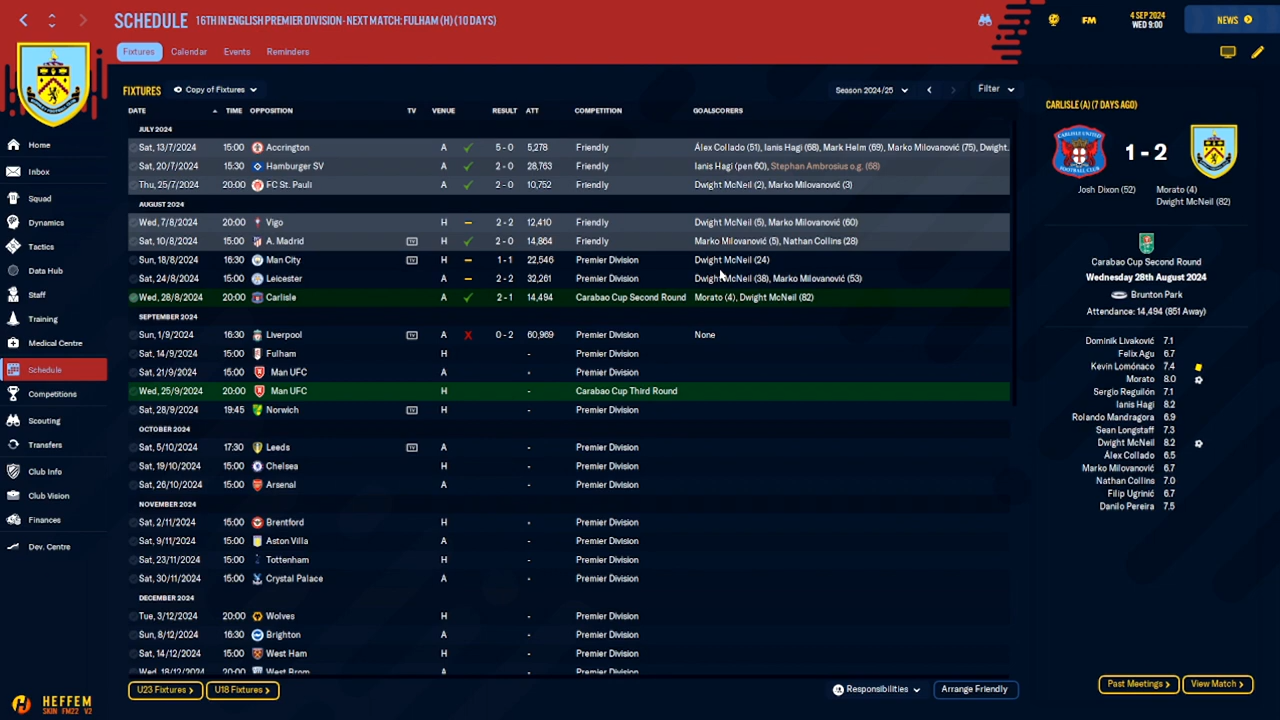 SCHEDULE 16TH IN ENGLISH PREMIER DIVISION - NEXT MATCH: FULHAM (H) (10 DAYS)
FM
4 SEP 2024
WED 9:00
NEWS
Fixtures Calendar Events Reminders
FIXTURES Copy of Fixtures Season 2024/25 Filter
DATE TIME OPPOSITION TV VENUE RESULT ATT COMPETITION GOALSCORERS
JULY 2024
Sat, 13/7/2024 15:00 Accrington A 5 - 0 5,278 Friendly Álex Collado (51), Ianis Hagi (68), Mark Helm (69), Marko Milovanović (75), Dwight...
Sat, 20/7/2024 15:30 Hamburger SV A 2 - 0 28,763 Friendly Ianis Hagi (pen 60), Stephan Ambrosius o.g. (68)
Thu, 25/7/2024 20:00 FC St. Pauli A 2 - 0 10,752 Friendly Dwight McNeil (2), Marko Milovanović (3)
AUGUST 2024
Wed, 7/8/2024 20:00 Vigo H 2 - 2 12,410 Friendly Dwight McNeil (5), Marko Milovanović (60)
Sat, 10/8/2024 15:00 A. Madrid TV H 2 - 0 14,864 Friendly Marko Milovanović (5), Nathan Collins (28)
Sun, 18/8/2024 16:30 Man City TV H 1 - 1 22,546 Premier Division Dwight McNeil (24)
Sat, 24/8/2024 15:00 Leicester A 2 - 2 32,261 Premier Division Dwight McNeil (38), Marko Milovanović (53)
Wed, 28/8/2024 20:00 Carlisle A 2 - 1 14,494 Carabao Cup Second Round Morato (4), Dwight McNeil (82)
SEPTEMBER 2024
Sun, 1/9/2024 16:30 Liverpool TV A X 0 - 2 60,969 Premier Division None
Sat, 14/9/2024 15:00 Fulham H - Premier Division
Sat, 21/9/2024 15:00 Man UFC A - Premier Division
Wed, 25/9/2024 20:00 Man UFC H - Carabao Cup Third Round
Sat, 28/9/2024 19:45 Norwich TV H - Premier Division
OCTOBER 2024
Sat, 5/10/2024 17:30 Leeds TV A - Premier Division
Sat, 19/10/2024 15:00 Chelsea H - Premier Division
Sat, 26/10/2024 15:00 Arsenal A - Premier Division
NOVEMBER 2024
Sat, 2/11/2024 15:00 Brentford H - Premier Division
Sat, 9/11/2024 15:00 Aston Villa A - Premier Division
Sat, 23/11/2024 15:00 Tottenham H - Premier Division
Sat, 30/11/2024 15:00 Crystal Palace A - Premier Division
DECEMBER 2024
Tue, 3/12/2024 20:00 Wolves H - Premier Division
Sun, 8/12/2024 16:30 Brighton A - Premier Division
Sat, 14/12/2024 15:00 West Ham H - Premier Division
Wed, 18/12/2024 20:00 West Brom A - Premier Division
U23 Fixtures > U18 Fixtures > Responsibilities Arrange Friendly
Home
Inbox
Squad
Dynamics
Tactics
Data Hub
Staff
Training
Medical Centre
Schedule
Competitions
Scouting
Transfers
Club Info
Club Vision
Finances
Dev. Centre
HEFFEM
SKIN FM22 V2
CARLISLE (A) (7 DAYS AGO)
CARLISLE UNITED
FOOTBALL CLUB
1 - 2
Josh Dixon (52) Morato (4)
Dwight McNeil (82)
Carabao Cup Second Round
Wednesday 28th August 2024
Brunton Park
Attendance: 14,494 (851 Away)
Dominik Livaković 7.1
Felix Agu 6.7
Kevin Lomónaco 7.4
Morato 8.0
Sergio Reguilón 7.1
Ianis Hagi 8.2
Rolando Mandragora 6.9
Sean Longstaff 7.3
Dwight McNeil 8.2
Álex Collado 6.5
Marko Milovanović 6.7
Nathan Collins 7.0
Filip Ugrinić 6.7
Danilo Pereira 7.5
Past Meetings > View Match >